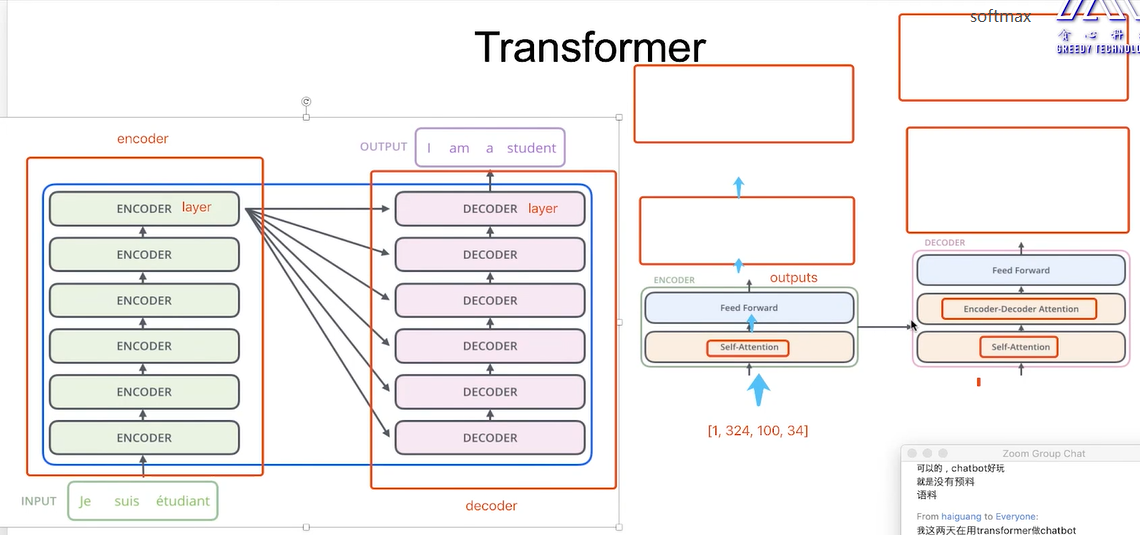 softmax
GREEDY TECHNOL
Transformer
encoder
OUTPUT
I am a student
ENCODER layer
ENCODER
ENCODER
ENCODER
ENCODER
ENCODER
DECODER layer
DECODER
DECODER
DECODER
DECODER
DECODER
INPUT
Je suis étudiant
decoder
ENCODER
outputs
Feed Forward
Self-Attention
[1, 324, 100, 34]
DECODER
Feed Forward
Encoder-Decoder Attention
Self-Attention
Zoom Group Chat
可以的，chatbot好玩
就是没有预料
语料
From haiguang to Everyone:
我这两天在用transformer做chatbot